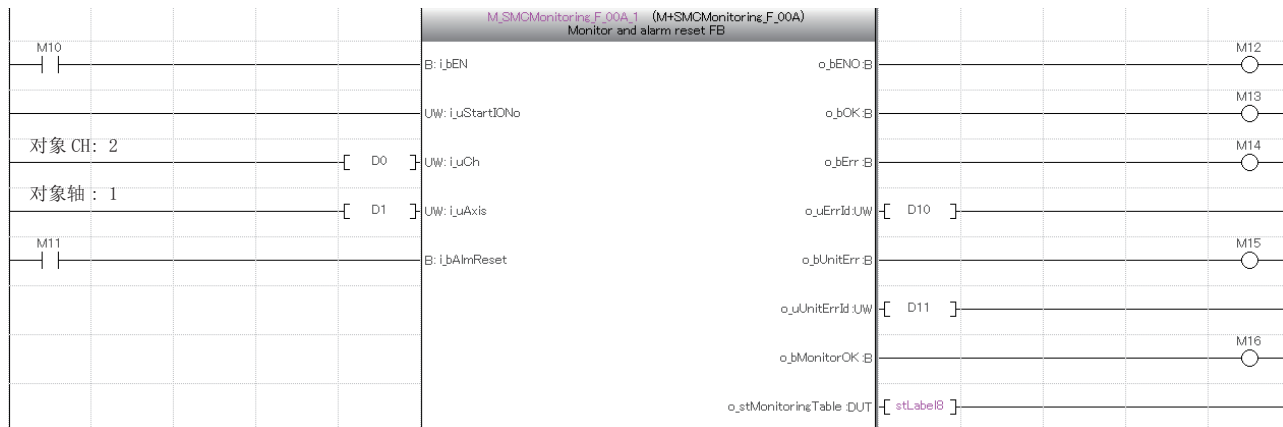 M_SMCMonitoring_F_00A_1 (M+SMCMonitoring_F_00A)
Monitor and alarm reset FB
M10
B: i_bEN
o_bENO:B
M12
UW: i_uStartIONo
o_bOK:B
M13
对象 CH: 2
D0
UW: i_uCh
o_bErr:B
M14
对象轴: 1
D1
UW: i_uAxis
o_uErrId:UW
D10
M11
B: i_bAlmReset
o_bUnitErr:B
M15
o_uUnitErrId:UW
D11
o_bMonitorOK:B
M16
o_stMonitoringTable:DUT
stLabel8